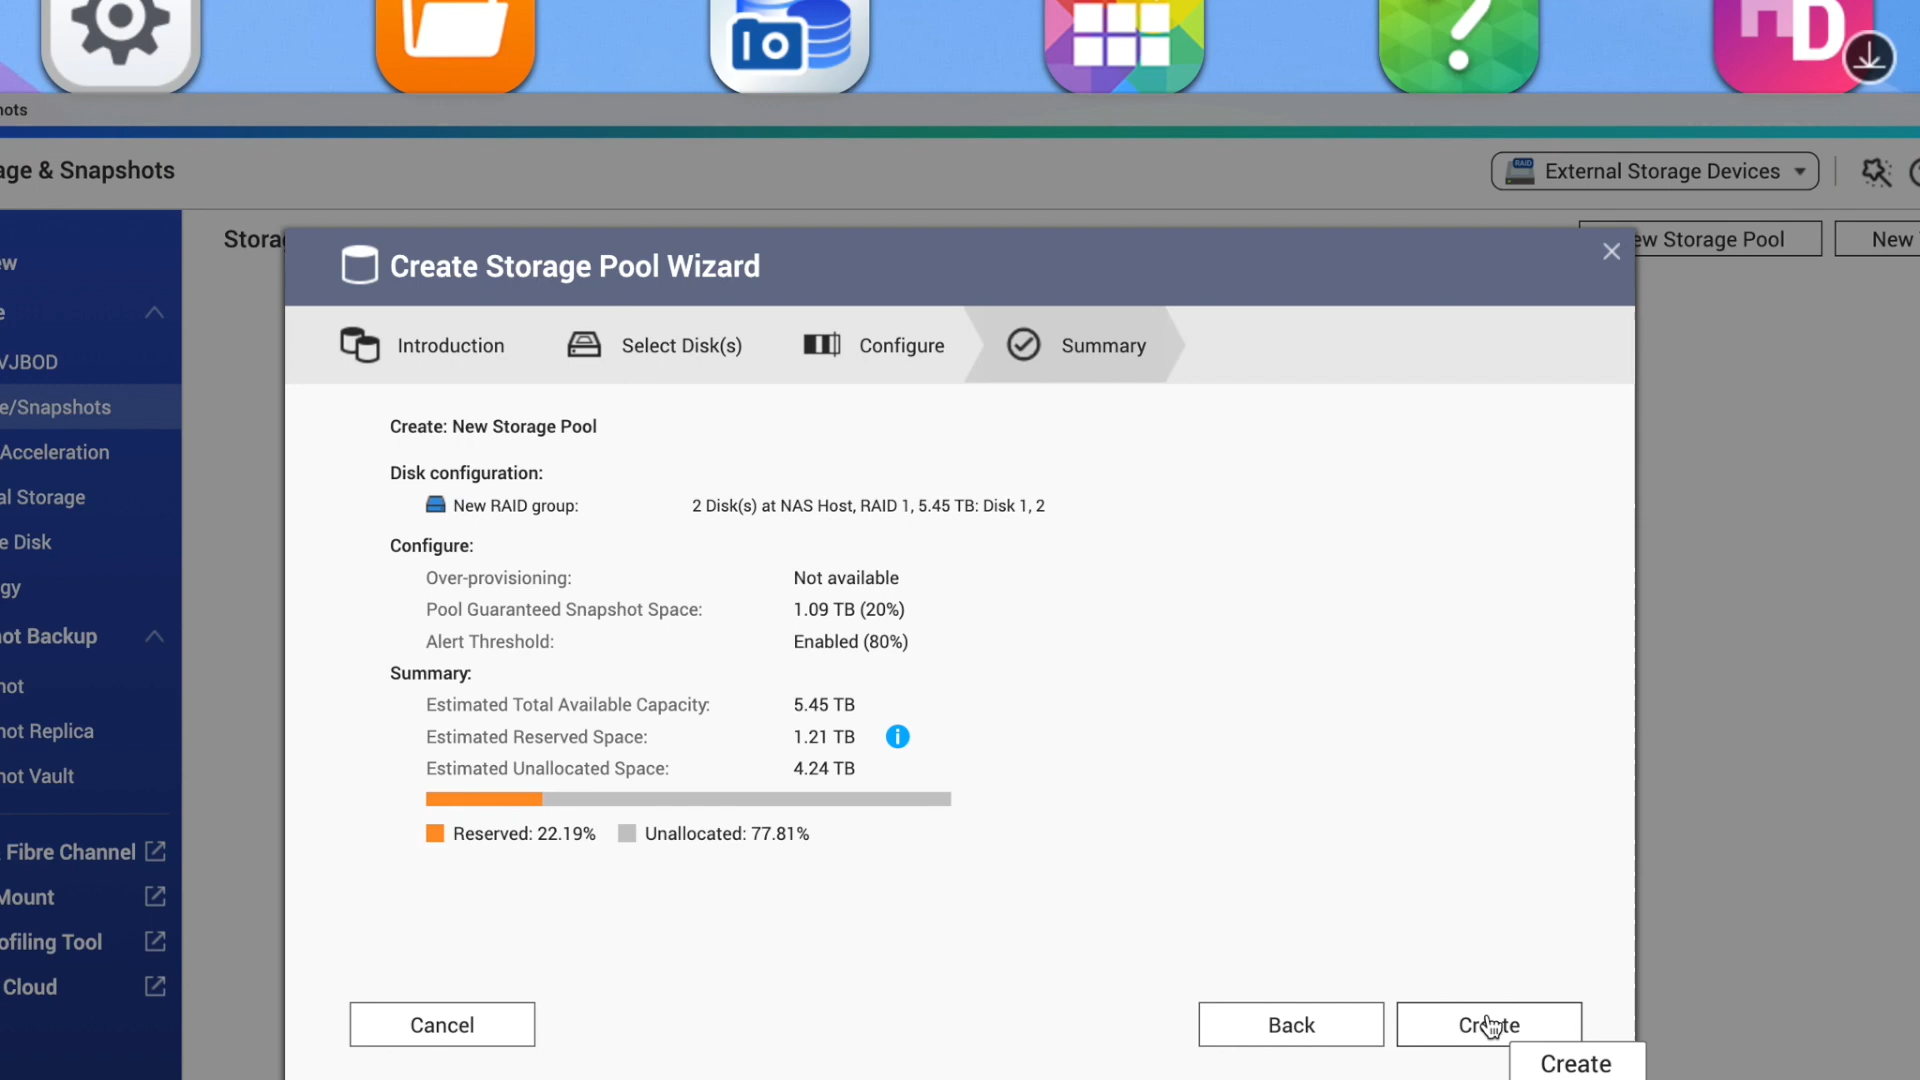 IO
HD
ots
age & Snapshots
RAID External Storage Devices
ew
e
VJBOD
e/Snapshots
Acceleration
al Storage
e Disk
gy
ot Backup
ot
ot Replica
ot Vault
Fibre Channel
Mount
ofiling Tool
Cloud
Stora
ew Storage Pool
New
Create Storage Pool Wizard
Introduction
Select Disk(s)
Configure
Summary
Create: New Storage Pool
Disk configuration:
New RAID group: 2 Disk(s) at NAS Host, RAID 1, 5.45 TB: Disk 1, 2
Configure:
Over-provisioning: Not available
Pool Guaranteed Snapshot Space: 1.09 TB (20%)
Alert Threshold: Enabled (80%)
Summary:
Estimated Total Available Capacity: 5.45 TB
Estimated Reserved Space: 1.21 TB
Estimated Unallocated Space: 4.24 TB
Reserved: 22.19% Unallocated: 77.81%
Cancel
Back
Create
Create